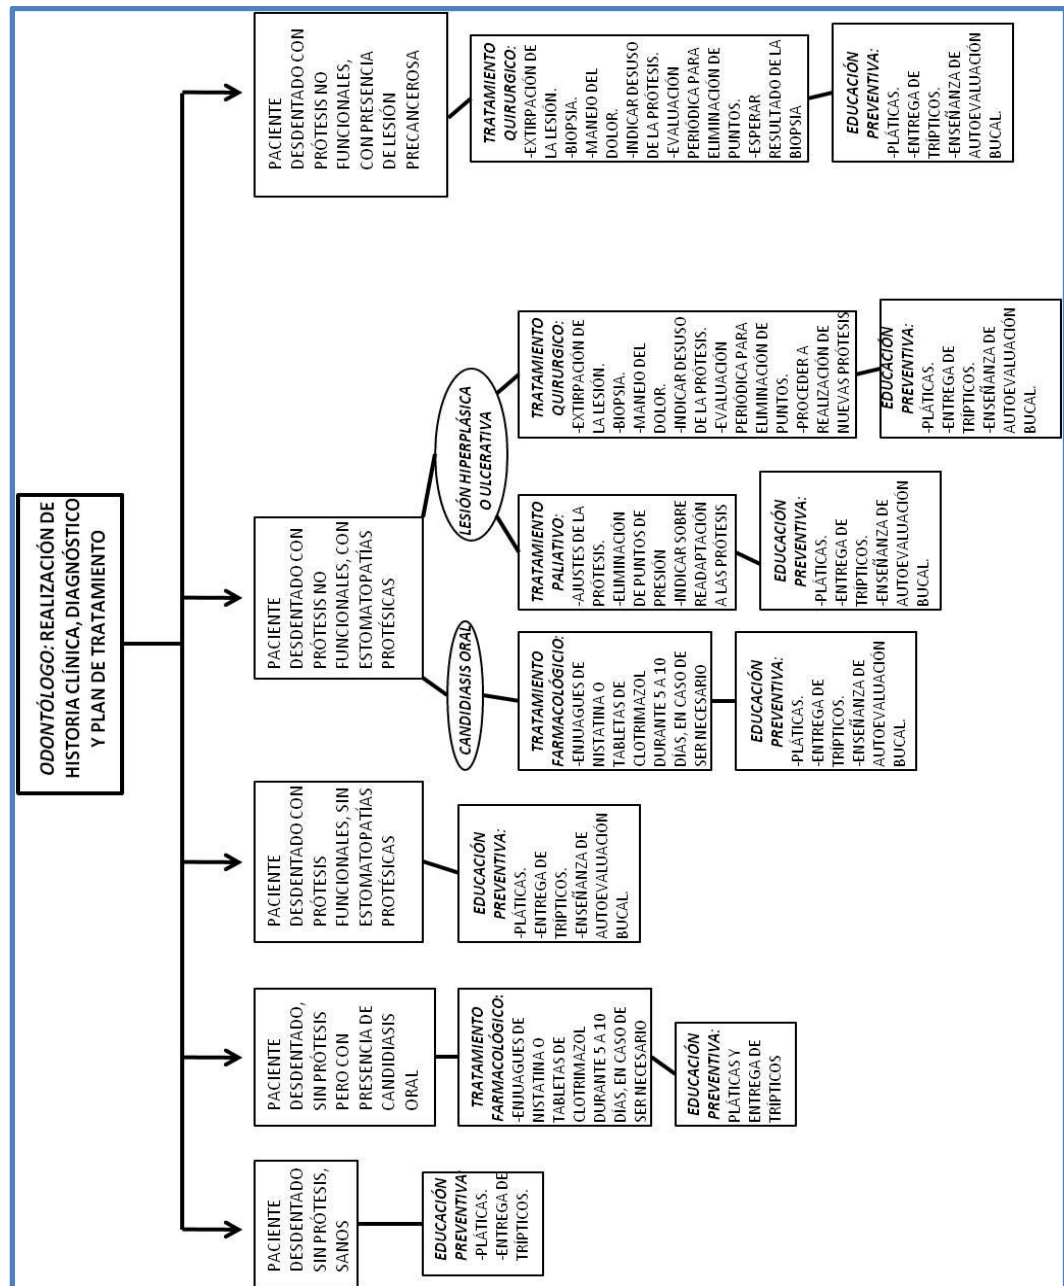 ODONTÓLOGO: REALIZACIÓN DE
HISTORIA CLÍNICA, DIAGNÓSTICO
Y PLAN DE TRATAMIENTO
PACIENTE
DESDENTADO
SIN PRÓTESIS,
SANOS
EDUCACIÓN
PREVENTIVA:
-PLÁTICAS.
-ENTREGA DE
TRÍPTICOS.
PACIENTE
DESDENTADO,
SIN PRÓTESIS
PERO CON
PRESENCIA DE
CANDIDIASIS
ORAL
TRATAMIENTO
FARMACOLÓGICO:
-ENJUAGUES DE
NISTATINA O
TABLETAS DE
CLOTRIMAZOL
DURANTE 5 A 10
DÍAS, EN CASO DE
SER NECESARIO
EDUCACIÓN
PREVENTIVA:
PLÁTICAS Y
ENTREGA DE
TRÍPTICOS
PACIENTE
DESDENTADO CON
PRÓTESIS
FUNCIONALES, SIN
ESTOMATOPATÍAS
PROTÉSICAS
EDUCACIÓN
PREVENTIVA:
-PLÁTICAS.
-ENTREGA DE
TRÍPTICOS.
-ENSEÑANZA DE
AUTOEVALUACIÓN
BUCAL.
PACIENTE
DESDENTADO CON
PRÓTESIS NO
FUNCIONALES, CON
ESTOMATOPATÍAS
PROTÉSICAS
CANDIDIASIS ORAL
TRATAMIENTO
FARMACOLÓGICIO:
-ENJUAGUES DE
NISTATINA O
TABLETAS DE
CLOTRIMAZOL
DURANTE 5 A 10
DÍAS, EN CASO DE
SER NECESARIO
EDUCACIÓN
PREVENTIVA:
-PLÁTICAS.
-ENTREGA DE
TRÍPTICOS.
-ENSEÑANZA DE
AUTOEVALUACIÓN
BUCAL.
LESIÓN HIPERPLÁSICA
O ULCERATIVA
TRATAMIENTO
PALIATIVO:
-AJUSTES DE LA
PRÓTESIS.
-ELIMINACIÓN
DE PUNTOS DE
PRESIÓN
-INDICAR SOBRE
READAPTACIÓN
A LAS PRÓTESIS
EDUCACIÓN
PREVENTIVA:
-PLÁTICAS.
-ENTREGA DE
TRÍPTICOS.
-ENSEÑANZA DE
AUTOEVALUACIÓN
BUCAL.
TRATAMIENTO
QUIRURGICO:
-EXTIRPACIÓN DE
LA LESIÓN.
-BIOPSIA.
-MANEJO DEL
DOLOR.
-INDICAR DESUSO
DE LA PRÓTESIS.
-EVALUACIÓN
PERIÓDICA PARA
ELIMINACIÓN DE
PUNTOS.
-PROCEDER A
REALIZACIÓN DE
NUEVAS PRÓTESIS
EDUCACIÓN
PREVENTIVA:
-PLÁTICAS.
-ENTREGA DE
TRÍPTICOS.
-ENSEÑANZA DE
AUTOEVALUACIÓN
BUCAL.
PACIENTE
DESDENTADO CON
PRÓTESIS NO
FUNCIONALES,
CON PRESENCIA
DE LESIÓN
PRECANCEROSA
TRATAMIENTO
QUIRURGICO:
-EXTIRPACIÓN DE
LA LESIÓN.
-BIOPSIA.
-MANEJO DEL
DOLOR.
-INDICAR DESUSO
DE LA PRÓTESIS.
-EVALUACIÓN
PERIÓDICA PARA
ELIMINACIÓN DE
PUNTOS.
-ESPERAR
RESULTADO DE LA
BIOPSIA
EDUCACIÓN
PREVENTIVA:
-PLÁTICAS.
-ENTREGA DE
TRÍPTICOS.
-ENSEÑANZA DE
AUTOEVALUACIÓN
BUCAL.